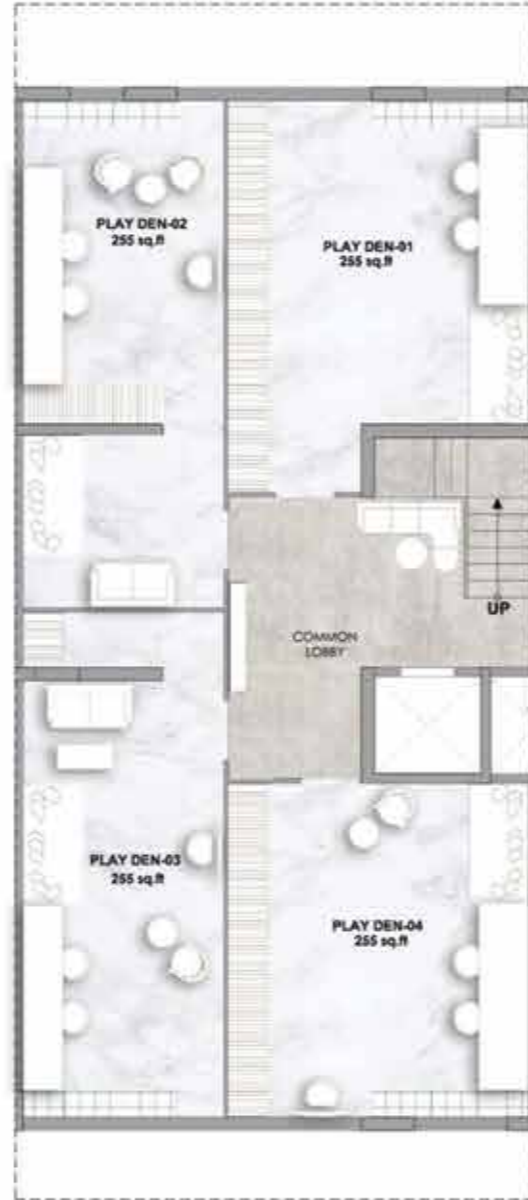 PLAY DEN-02
255 sq.ft
PLAY DEN-01
255 sq.ft
UP
COMMON
LOBBY
PLAY DEN-03
255 sq.ft
PLAY DEN-04
255 sq.ft